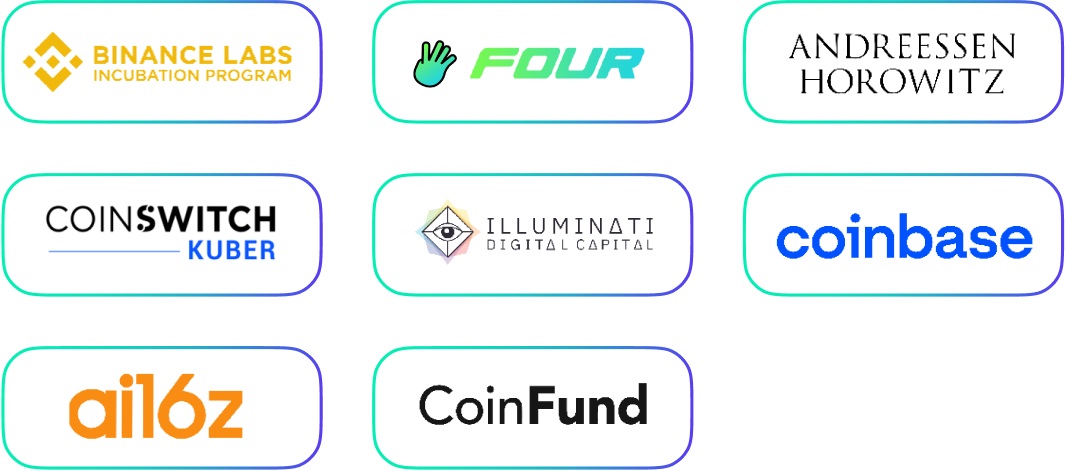 BINANCE LABS
INCUBATION PROGRAM
FOUR
ANDREESSEN
HOROWITZ
COINSWITCH
KUBER
ILLUMINATI
DIGITAL CAPITAL
coinbase
ai16z
CoinFund